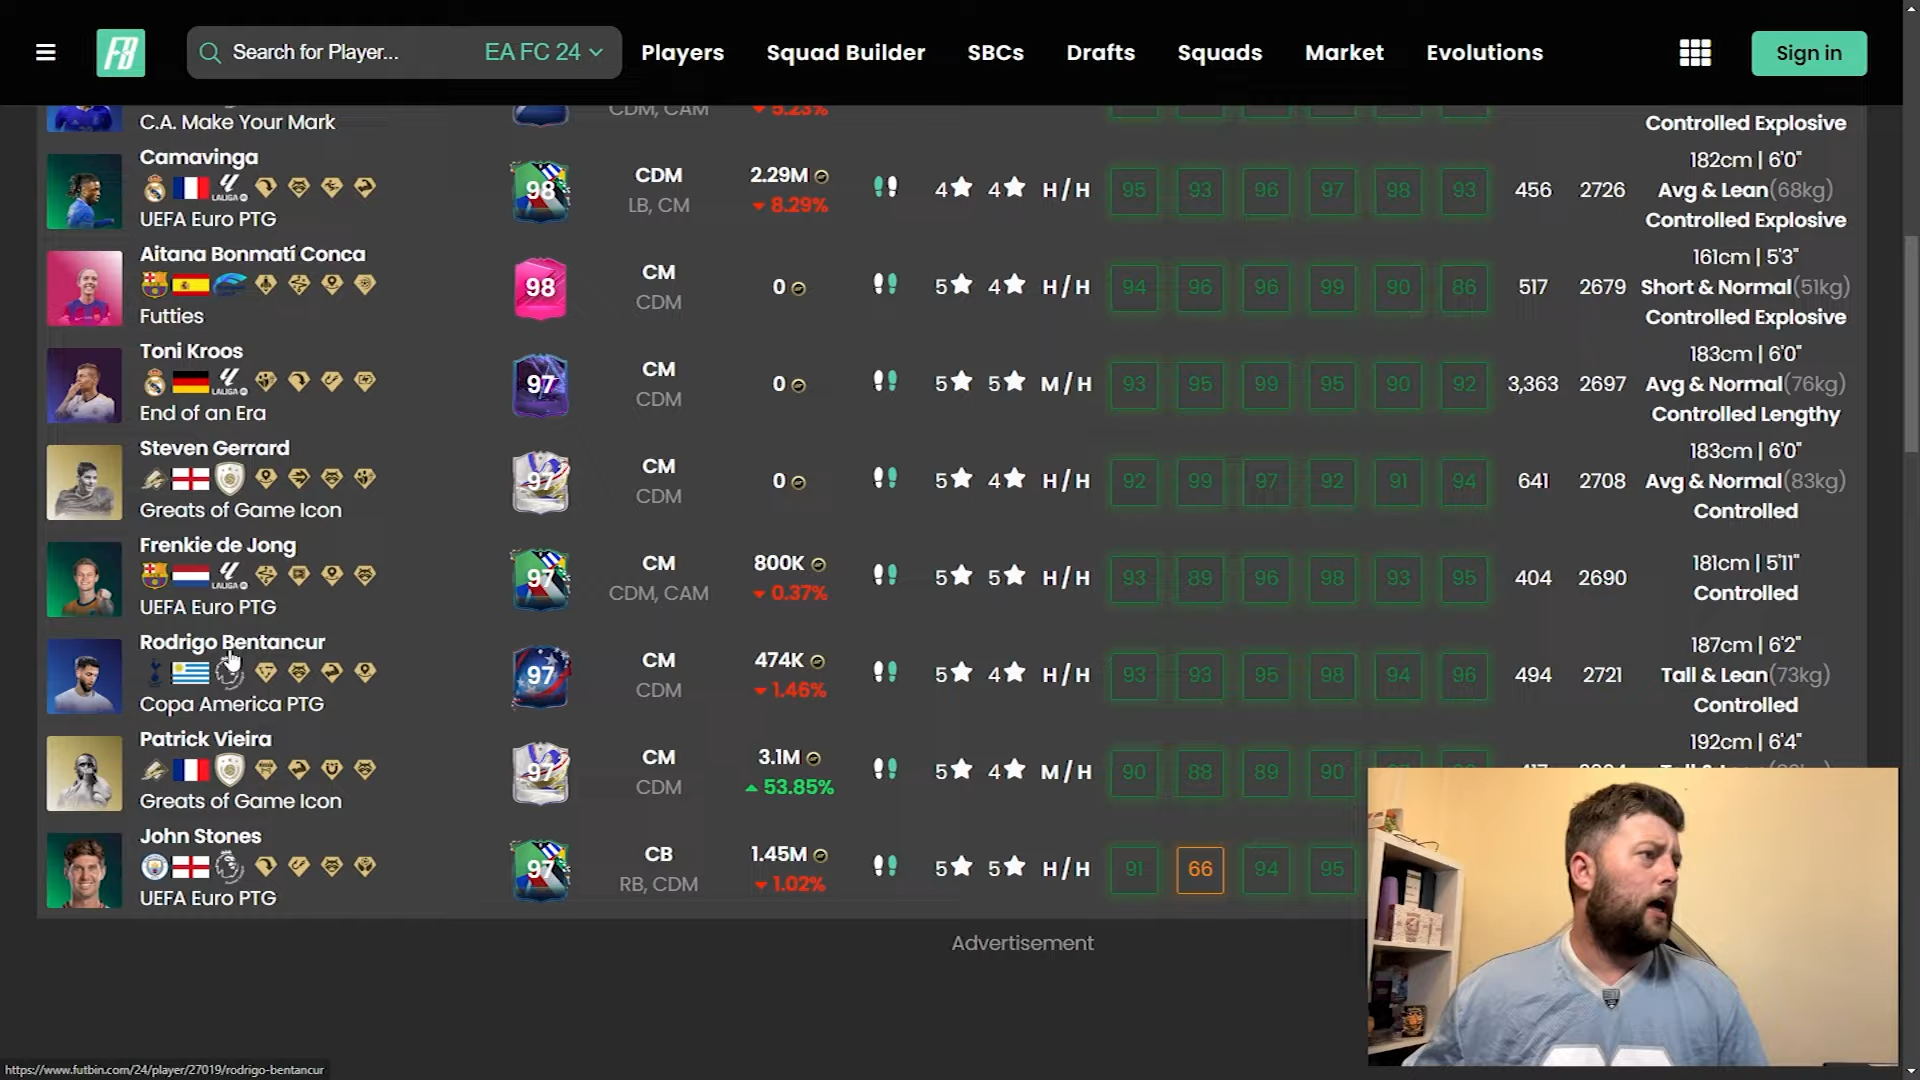 F8 Search for Player... EA FC 24 Players Squad Builder SBCs Drafts Squads Market Evolutions Sign in
C.A. Make Your Mark CDM, CAM 5.23% Controlled Explosive
Camavinga
98 CDM 2.29M 4 4 H / H 95 93 96 97 98 93 456 2726 182cm | 6'0"
LALIGA LB, CM 8.29% Avg & Lean(68kg)
UEFA Euro PTG Controlled Explosive
Aitana Bonmatí Conca 161cm | 5'3"
98 CM 0 5 4 H / H 94 96 96 99 90 86 517 2679 Short & Normal(51kg)
Futties CDM Controlled Explosive
Toni Kroos 183cm | 6'0"
LALIGA 97 CM 0 5 5 M / H 93 95 99 95 90 92 3,363 2697 Avg & Normal(76kg)
End of an Era CDM Controlled Lengthy
Steven Gerrard 183cm | 6'0"
97 CM 0 5 4 H / H 92 99 97 92 91 94 641 2708 Avg & Normal(83kg)
Greats of Game Icon CDM Controlled
Frenkie de Jong 181cm | 5'11"
LALIGA 97 CM 800K 5 5 H / H 93 89 96 98 93 95 404 2690 Controlled
UEFA Euro PTG CDM, CAM 0.37%
Rodrigo Bentancur 187cm | 6'2"
97 CM 474K 5 4 H / H 93 93 95 98 94 96 494 2721 Tall & Lean(73kg)
Copa America PTG CDM 1.46% Controlled
Patrick Vieira 192cm | 6'4"
97 CM 3.1M 5 4 M / H 90 88 89 90
Greats of Game Icon CDM 53.85%
John Stones
97 CB 1.45M 5 5 H / H 91 66 94 95
UEFA Euro PTG RB, CDM 1.02%
Advertisement
https://www.futbin.com/24/player/27019/rodrigo-bentancur